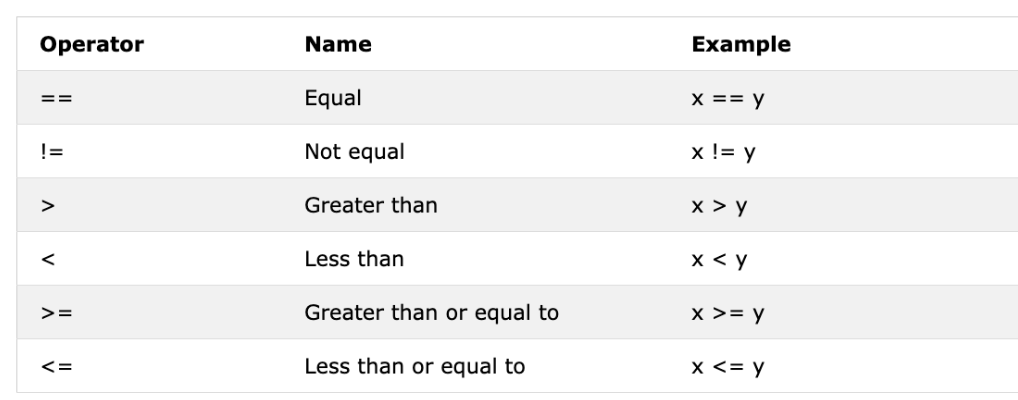 Operator Name Example
== Equal x == y
!= Not equal x != y
> Greater than x > y
< Less than x < y
>= Greater than or equal to x >= y
<= Less than or equal to x <= y